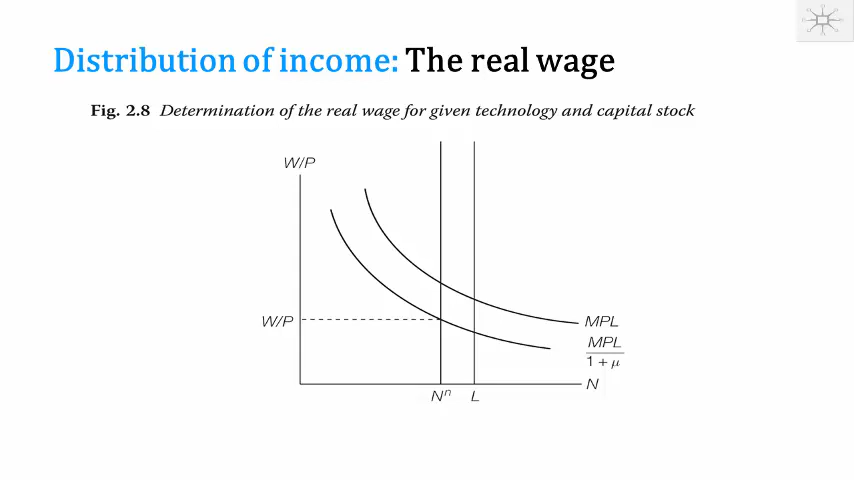 Distribution of income: The real wage
Fig. 2.8 Determination of the real wage for given technology and capital stock
W/P
W/P
MPL
MPL
1 + μ
N
Nⁿ L